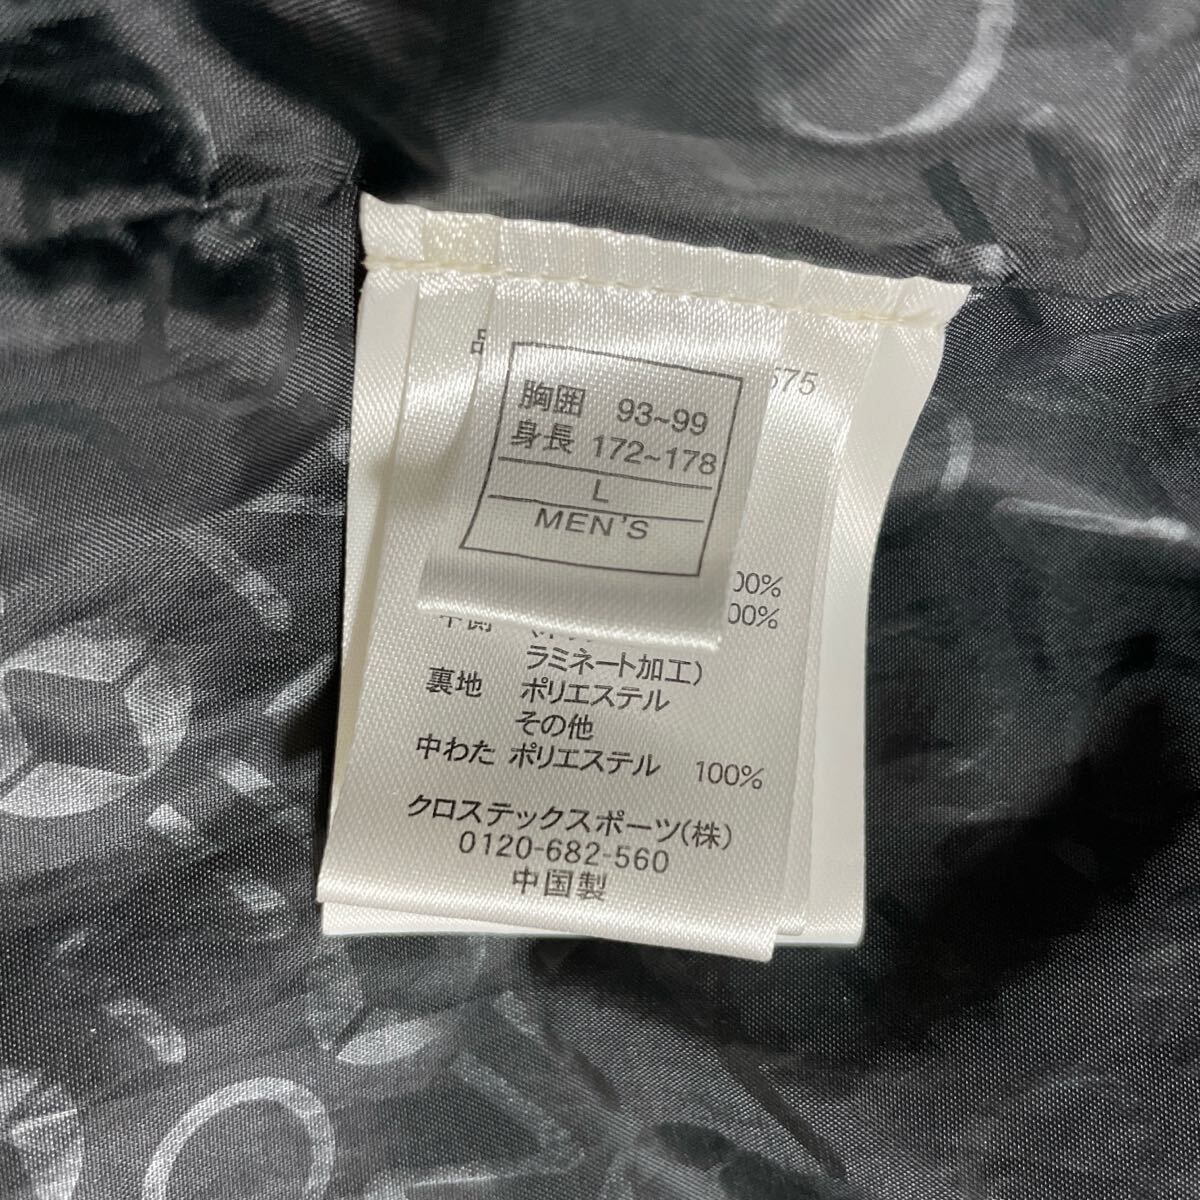 575
胸囲 93~99
身長 172~178
L
MEN'S
00%
00%
ラミネート加工)
裏地 ポリエステル
その他
中わた ポリエステル 100%
クロステックスポーツ(株)
0120-682-560
中国製